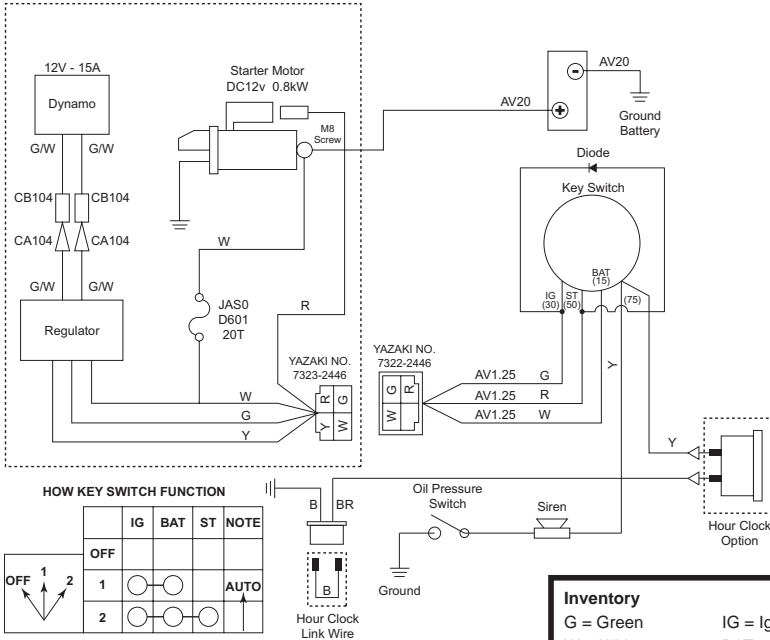 12V - 15A
Dynamo
G/W
G/W
CB104
CB104
CA104
CA104
G/W
G/W
Regulator
Starter Motor
DC12v 0.8kW
M8
Screw
W
JAS0
D601
20T
R
W
G
Y
YAZAKI NO.
7323-2446
R G
Y W
AV20
AV20
Ground
Battery
Diode
Key Switch
BAT
(15)
IG
(30)
ST
(50)
(75)
YAZAKI NO.
7322-2446
G R
W
AV1.25 G
AV1.25 R
AV1.25 W
Y
Y
Hour Clock
Option
HOW KEY SWITCH FUNCTION
IG BAT ST NOTE
OFF
1 AUTO
2
OFF 1 2
B BR
B
Hour Clock
Link Wire
Oil Pressure
Switch
Siren
Ground
Inventory
G = Green IG = Ig